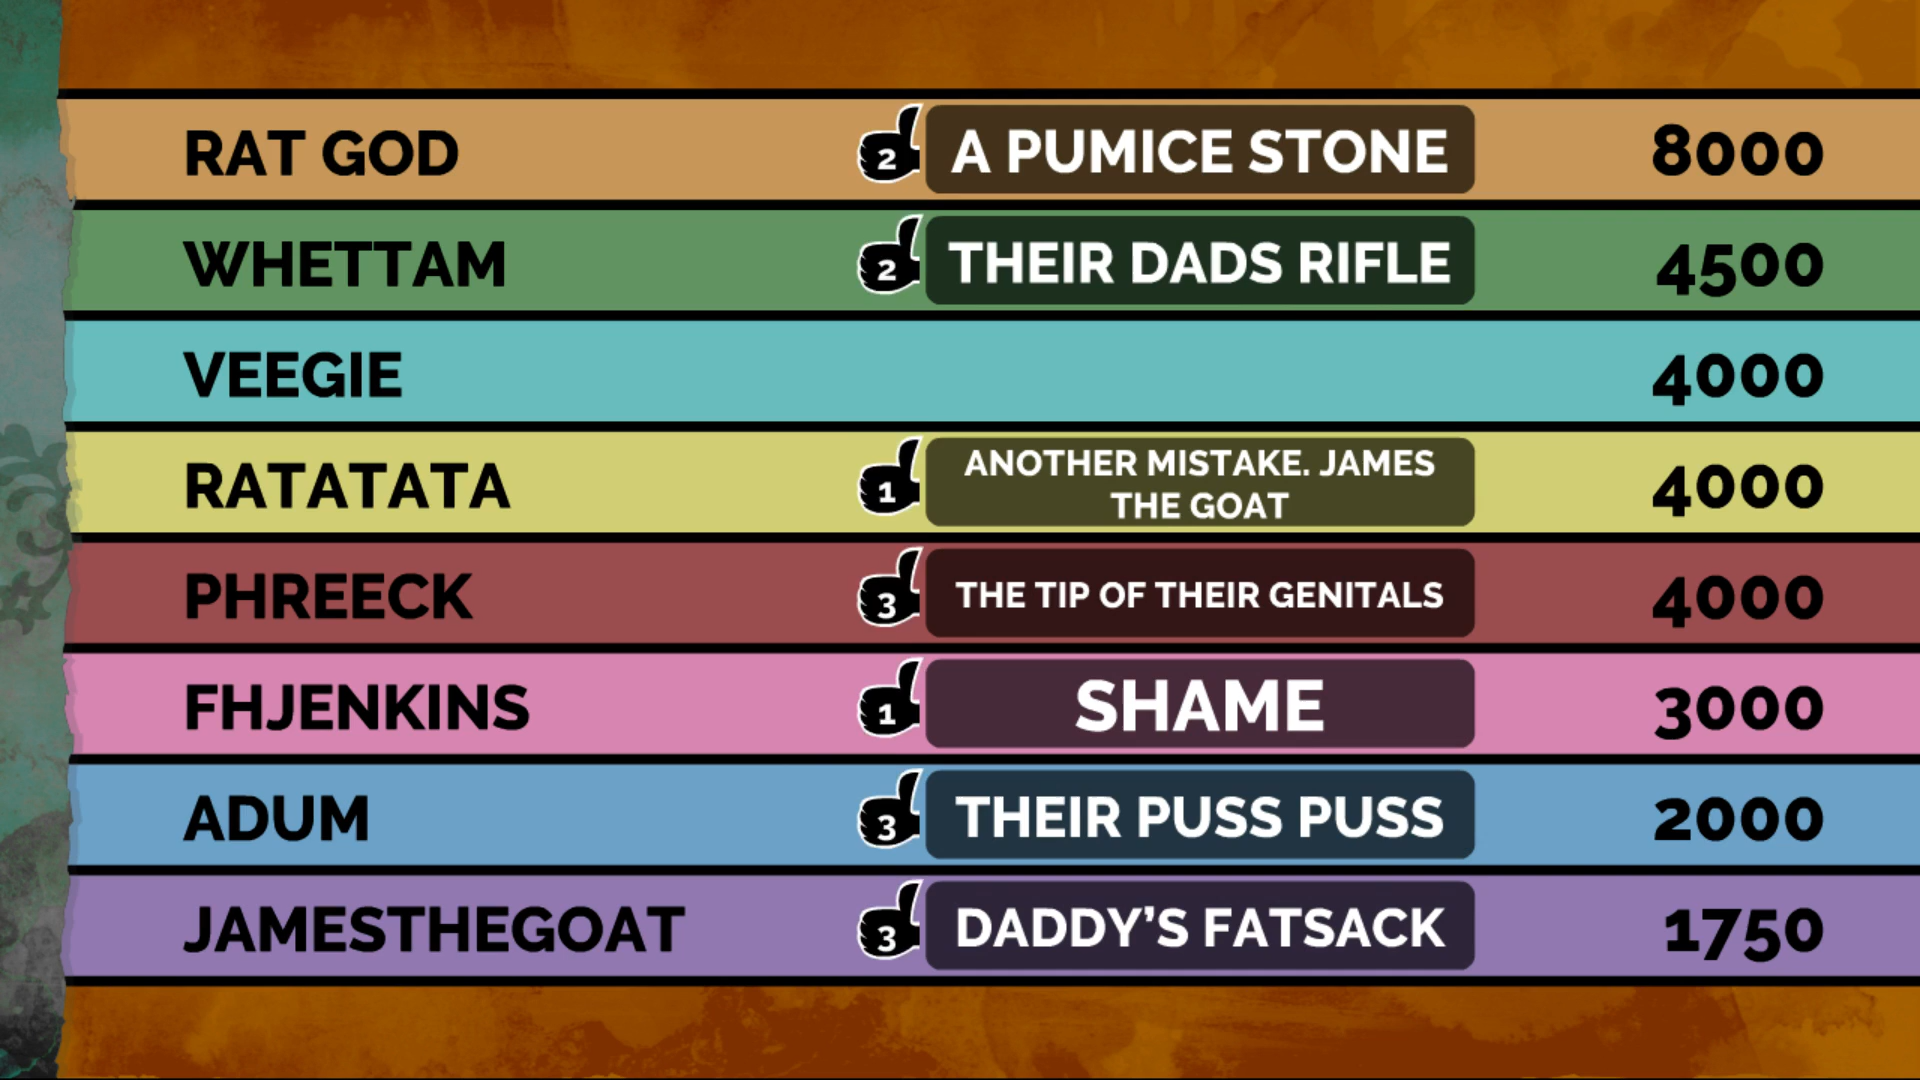 RAT GOD 2 A PUMICE STONE 8000
WHETTAM 2 THEIR DADS RIFLE 4500
VEEGIE 4000
RATATATA 1 ANOTHER MISTAKE. JAMES
THE GOAT 4000
PHREECK 3 THE TIP OF THEIR GENITALS 4000
FHJENKINS 1 SHAME 3000
ADUM 3 THEIR PUSS PUSS 2000
JAMESTHEGOAT 3 DADDY'S FATSACK 1750